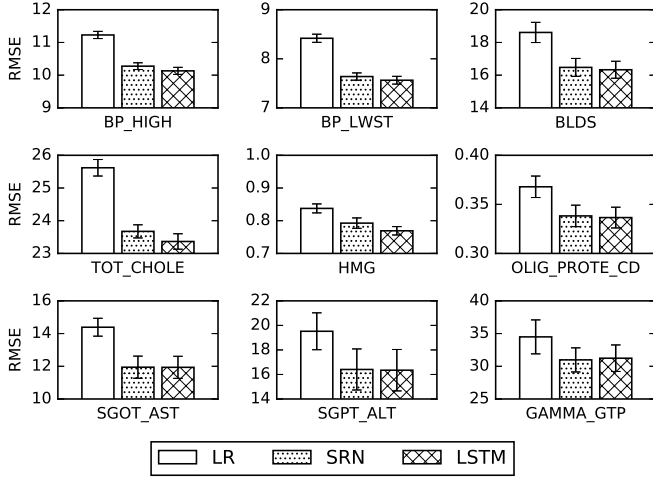 RMSE
12
11
10
9
BP_HIGH
9
8
7
BP_LWST
20
18
16
14
BLDS
RMSE
26
25
24
23
TOT_CHOLE
1.0
0.9
0.8
0.7
HMG
0.40
0.35
0.30
OLIG_PROTE_CD
RMSE
16
14
12
10
SGOT_AST
22
20
18
16
14
SGPT_ALT
40
35
30
25
GAMMA_GTP
LR SRN LSTM